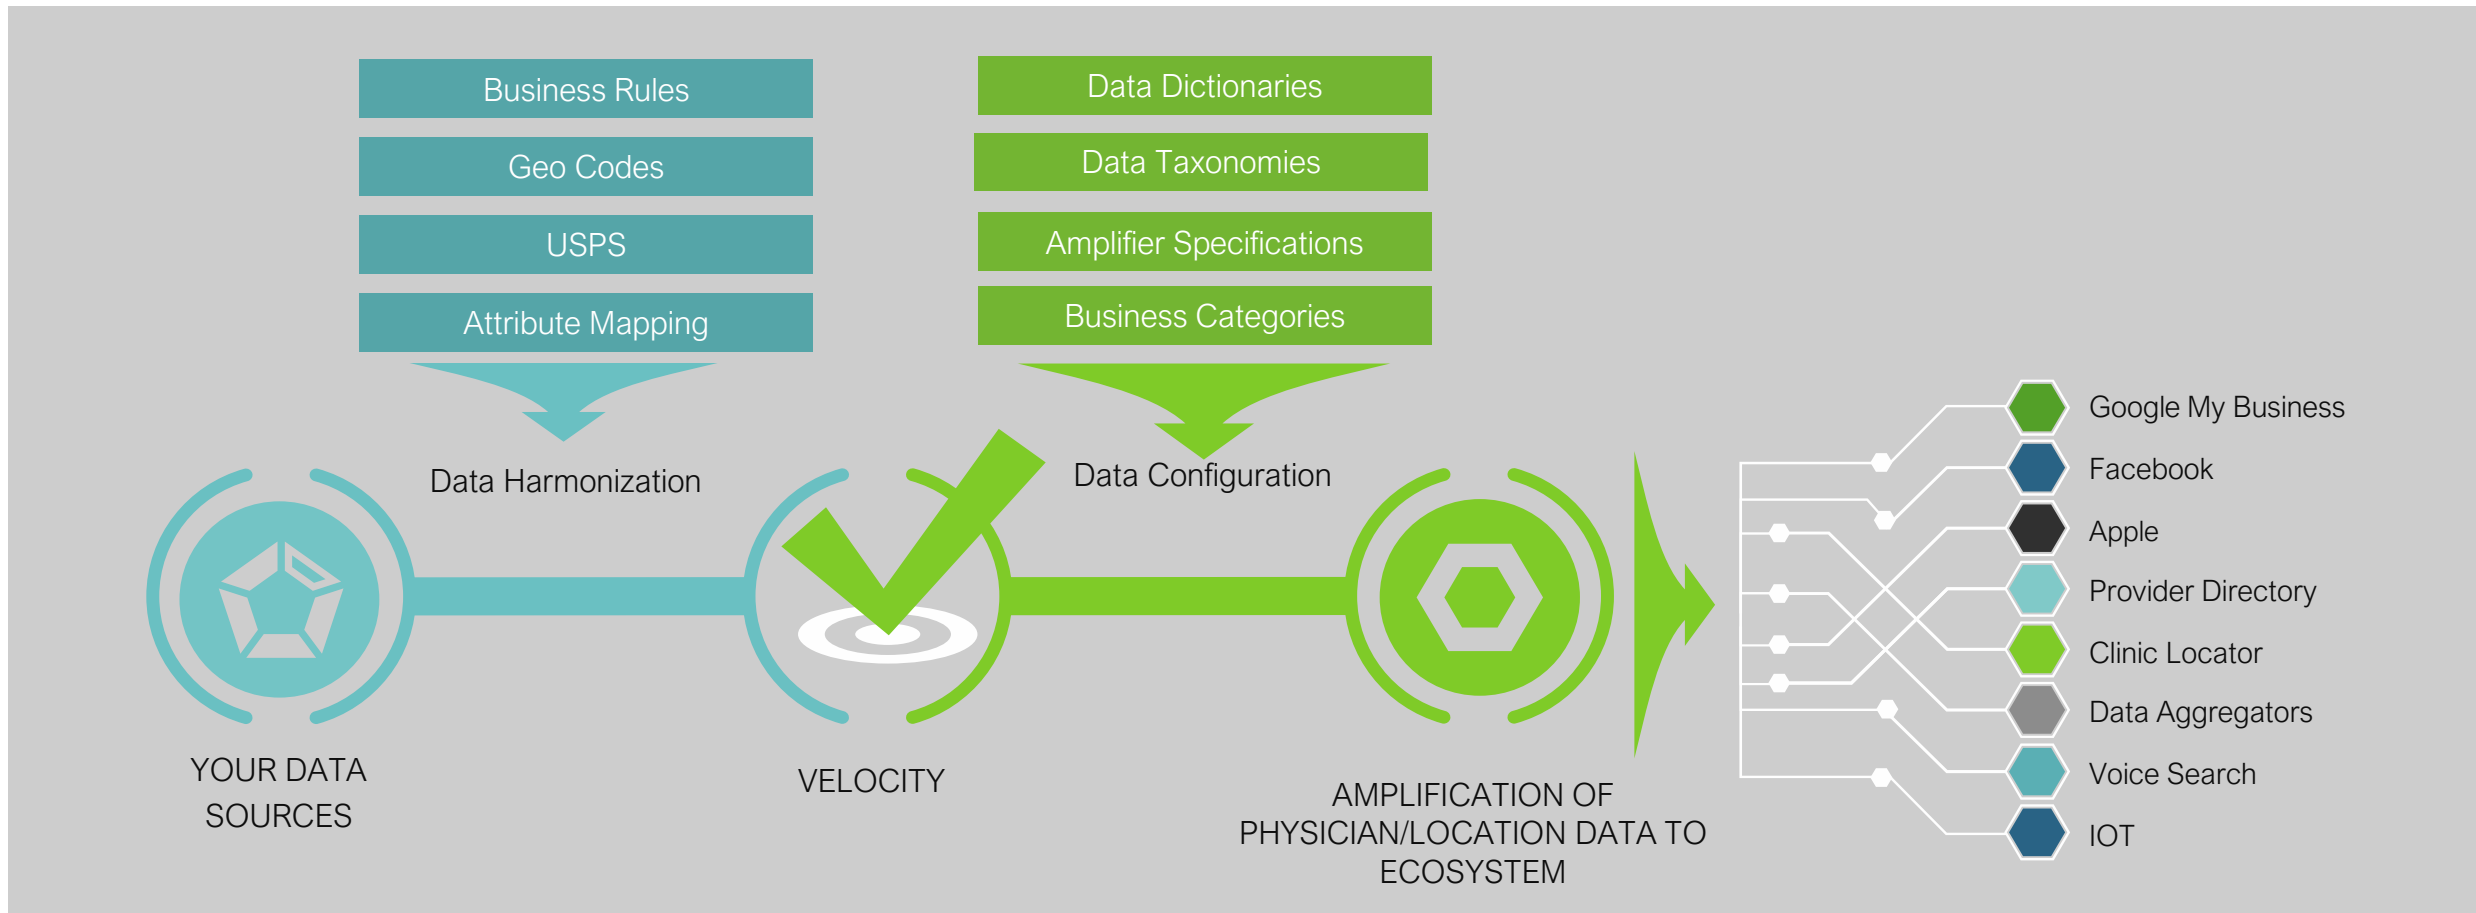 Business Rules
Geo Codes
USPS
Attribute Mapping
Data Dictionaries
Data Taxonomies
Amplifier Specifications
Business Categories
Data Harmonization
Data Configuration
YOUR DATA
SOURCES
VELOCITY
AMPLIFICATION OF
PHYSICIAN/LOCATION DATA TO
ECOSYSTEM
Google My Business
Facebook
Apple
Provider Directory
Clinic Locator
Data Aggregators
Voice Search
IOT